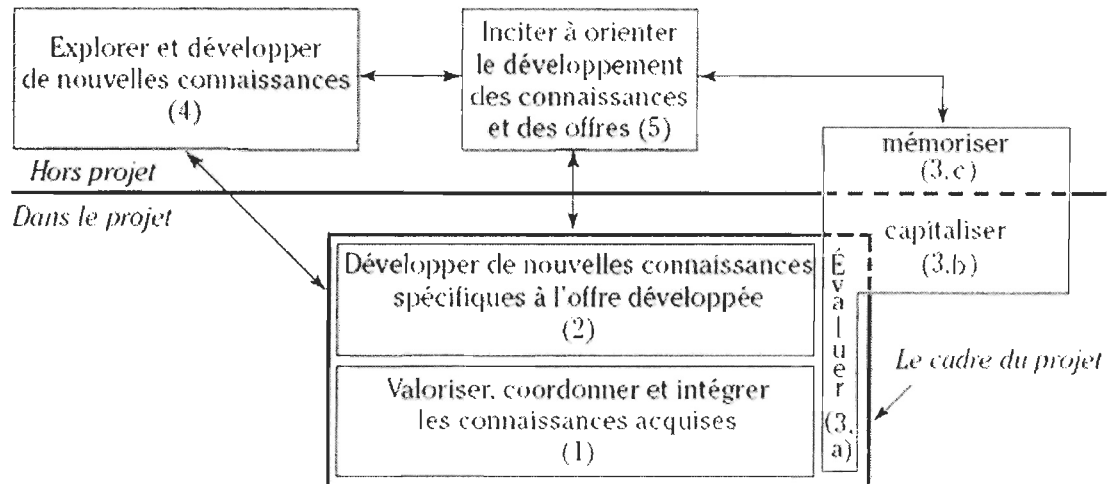 Explorer et développer
de nouvelles connaissances
(4)
Inciter à orienter
le développement
des connaissances
et des offres (5)
mémoriser
(3.c)
Hors projet
Dans le projet
capitaliser
(3.b)
Développer de nouvelles connaissances
spécifiques à l'offre développée
(2)
Évaluer (3.a)
Valoriser, coordonner et intégrer
les connaissances acquises
(1)
Le cadre du projet